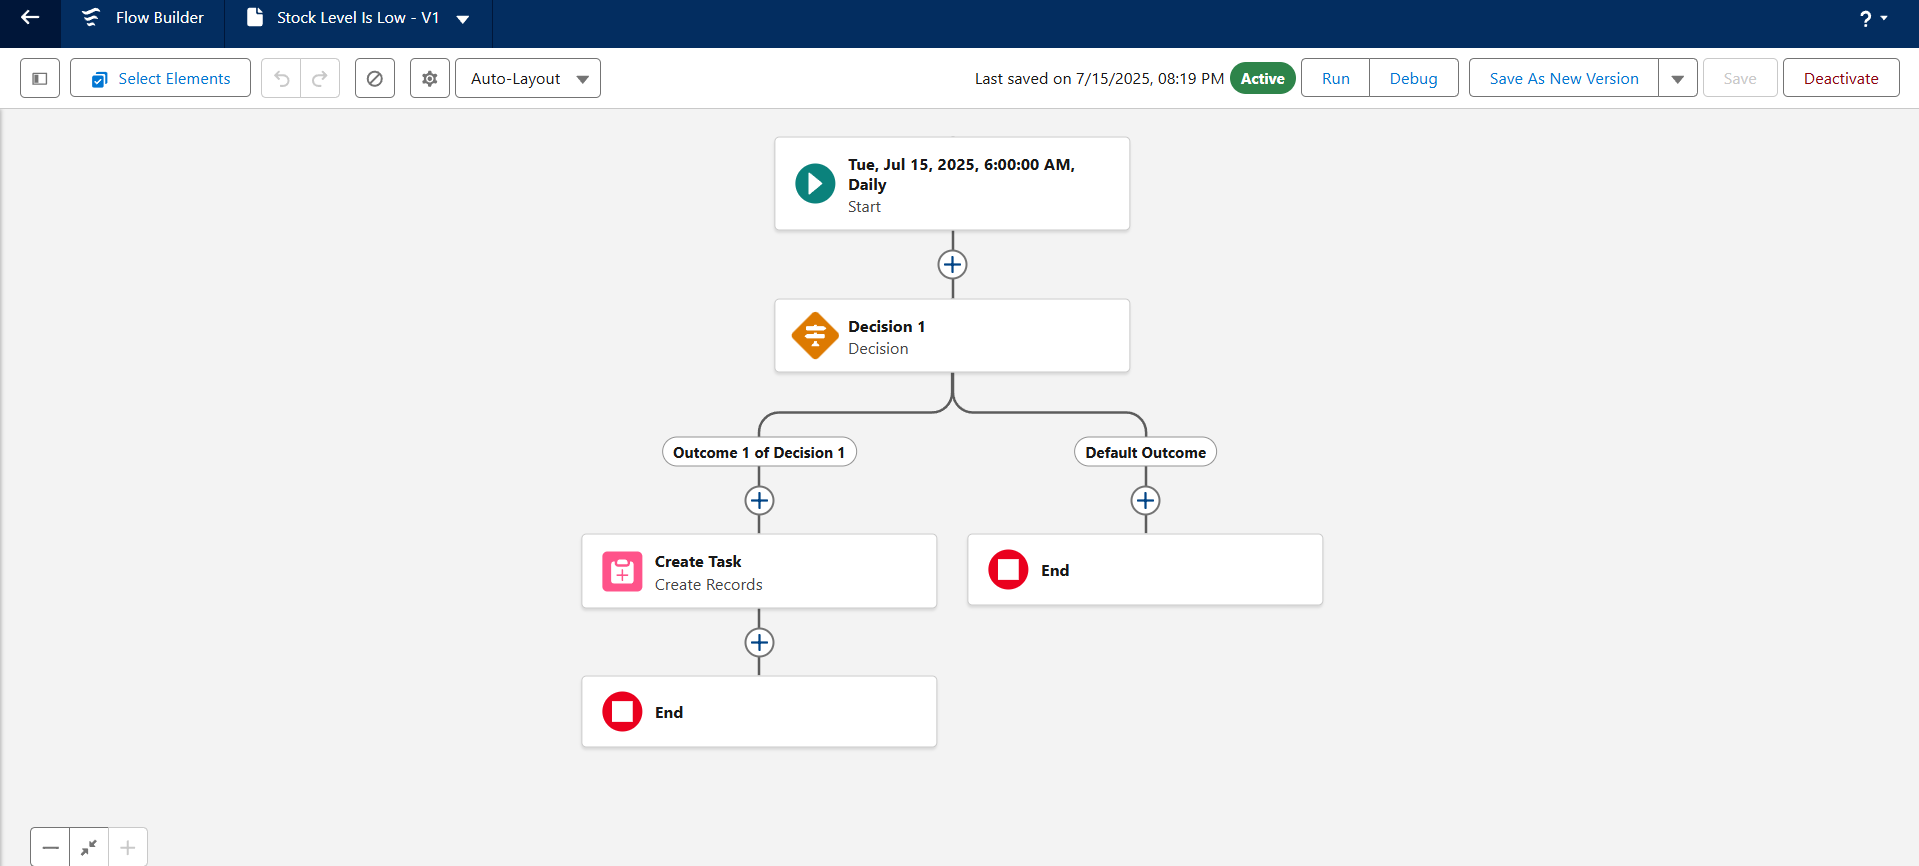 Flow Builder
Stock Level Is Low - V1
?
Select Elements
Auto-Layout
Last saved on 7/15/2025, 08:19 PM
Active
Run
Debug
Save As New Version
Save
Deactivate
Tue, Jul 15, 2025, 6:00:00 AM,
Daily
Start
Decision 1
Decision
Outcome 1 of Decision 1
Default Outcome
Create Task
Create Records
End
End